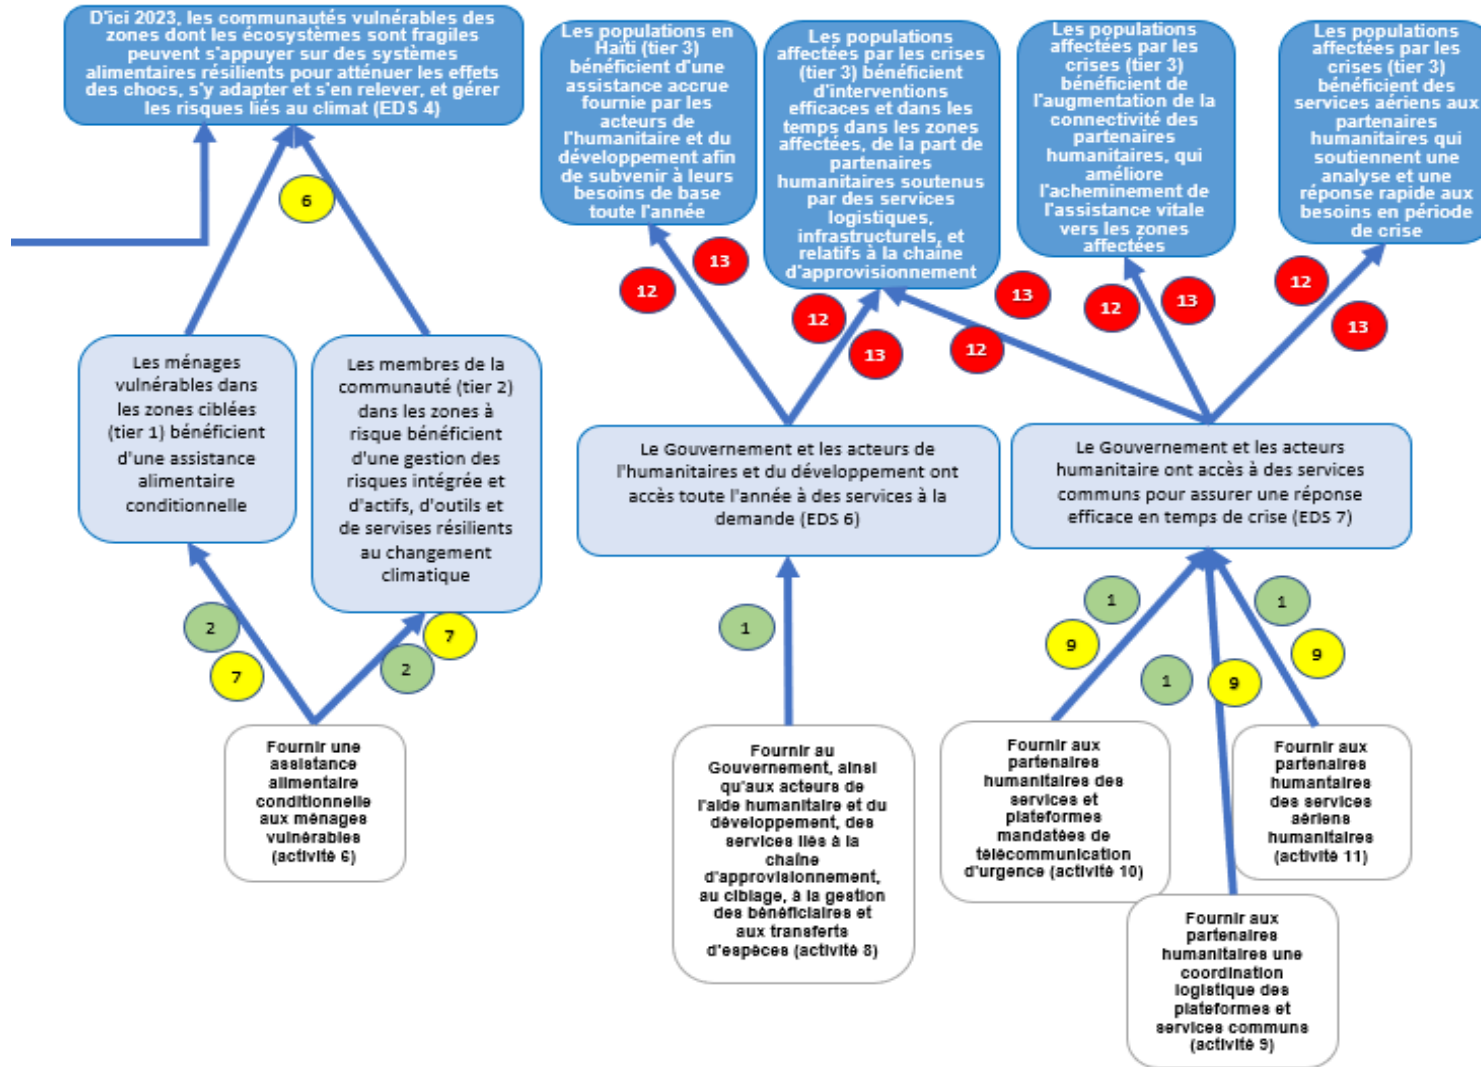 D'ici 2023, les communautés vulnérables des
zones dont les écosystèmes sont fragiles
peuvent s'appuyer sur des systèmes
alimentaires résilients pour atténuer les effets
des chocs, s'y adapter et s'en relever, et gérer
les risques liés au climat (EDS 4)
Les populations en
Haïti (tier 3)
bénéficient d'une
assistance accrue
fournie par les
acteurs de
l'humanitaire et du
développement afin
de subvenir à leurs
besoins de base
toute l'année
Les populations
affectées par les
crises (tier 3) bénéficient
d'interventions
efficaces et dans les
temps dans les zones
affectées, de la part de
partenaires
humanitaires soutenus
par des services
logistiques,
infrastructurels, et
relatifs à la chaîne
d'approvisionnement
Les populations
affectées par les
crises (tier 3)
bénéficient de
l'augmentation de la
connectivité des
partenaires
humanitaires, qui
améliore
l'acheminement de
l'assistance vitale
vers les zones
affectées
Les populations
affectées par les
crises (tier 3)
bénéficient des
services aériens aux
partenaires
humanitaires qui
soutiennent une
analyse et une
réponse rapide aux
besoins en période
de crise
6
12
13
12
13
12
13
12
13
12
13
Les ménages
vulnérables dans
les zones ciblées
(tier 1) bénéficient
d'une assistance
alimentaire
conditionnelle
Les membres de la
communauté (tier 2)
dans les zones à
risque bénéficient
d'une gestion des
risques intégrée et
d'actifs, d'outils et
de servises résilients
au changement
climatique
Le Gouvernement et les acteurs de
l'humanitaires et du développement ont
accès toute l'année à des services à la
demande (EDS 6)
Le Gouvernement et les acteurs
humanitaire ont accès à des services
communs pour assurer une réponse
efficace en temps de crise (EDS 7)
2
7
2
7
1
1
9
1
9
1
9
Fournir une
assistance
alimentaire
conditionnelle
aux ménages
vulnérables
(activité 6)
Fournir au
Gouvernement, ainsi
qu'aux acteurs de
l'aide humanitaire et du
développement, des
services liés à la
chaîne
d'approvisionnement,
au ciblage, à la gestion
des bénéficiaires et
aux transferts
d'espèces (activité 8)
Fournir aux
partenaires
humanitaires des
services et
plateformes
mandatées de
télécommunication
d'urgence (activité 10)
Fournir aux
partenaires
humantaires
des services
aériens
humanitaires
(activité 11)
Fournir aux
partenaires
humanitaires une
coordination
logistique des
plateformes et
services communs
(activité 9)